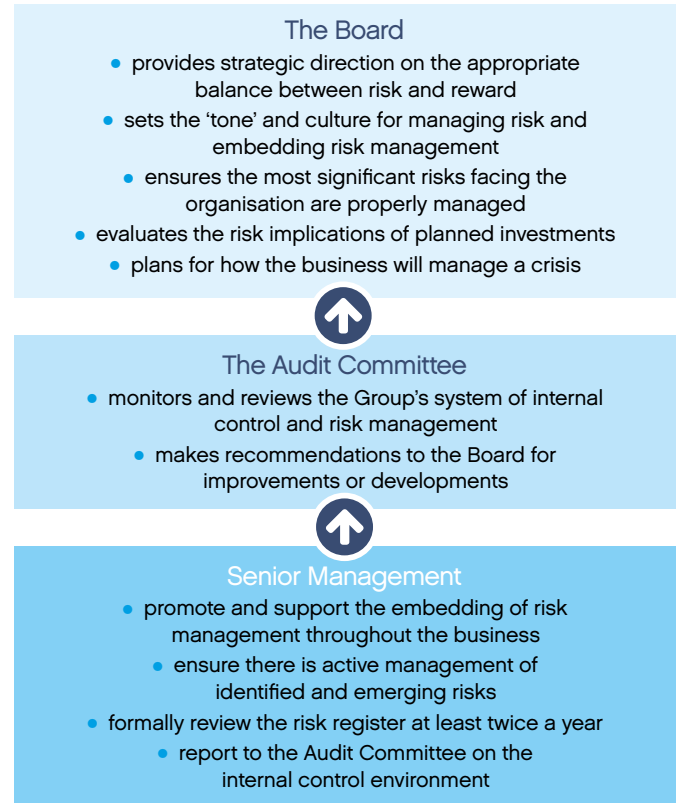 The Board
• provides strategic direction on the appropriate
balance between risk and reward
• sets the ‘tone’ and culture for managing risk and
embedding risk management
• ensures the most significant risks facing the
organisation are properly managed
• evaluates the risk implications of planned investments
• plans for how the business will manage a crisis
The Audit Committee
• monitors and reviews the Group’s system of internal
control and risk management
• makes recommendations to the Board for
improvements or developments
Senior Management
• promote and support the embedding of risk
management throughout the business
• ensure there is active management of
identified and emerging risks
• formally review the risk register at least twice a year
• report to the Audit Committee on the
internal control environment